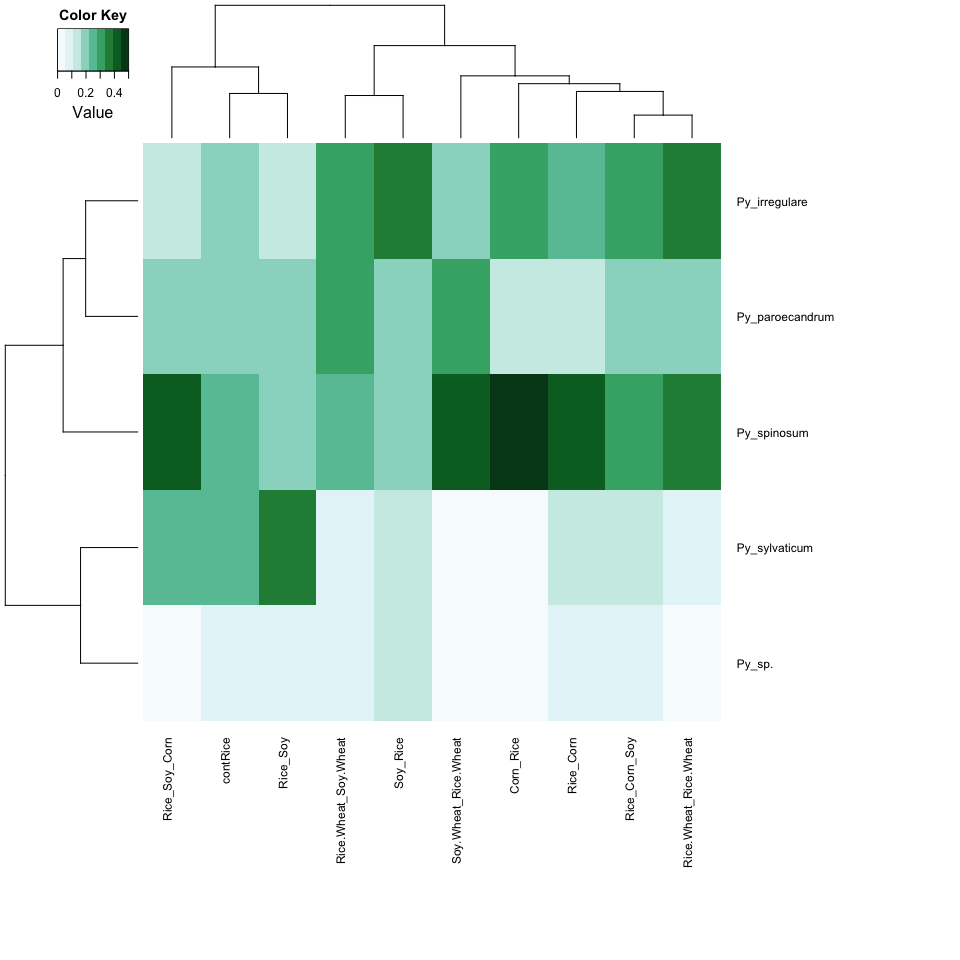 Color Key
0 0.2 0.4
Value
Py_irregulare
Py_paroecandrum
Py_spinosum
Py_sylvaticum
Py_sp.
Rice_Soy_Corn
contRice
Rice_Soy
Rice.Wheat_Soy.Wheat
Soy_Rice
Soy.Wheat_Rice.Wheat
Corn_Rice
Rice_Corn
Rice_Corn_Soy
Rice.Wheat_Rice.Wheat